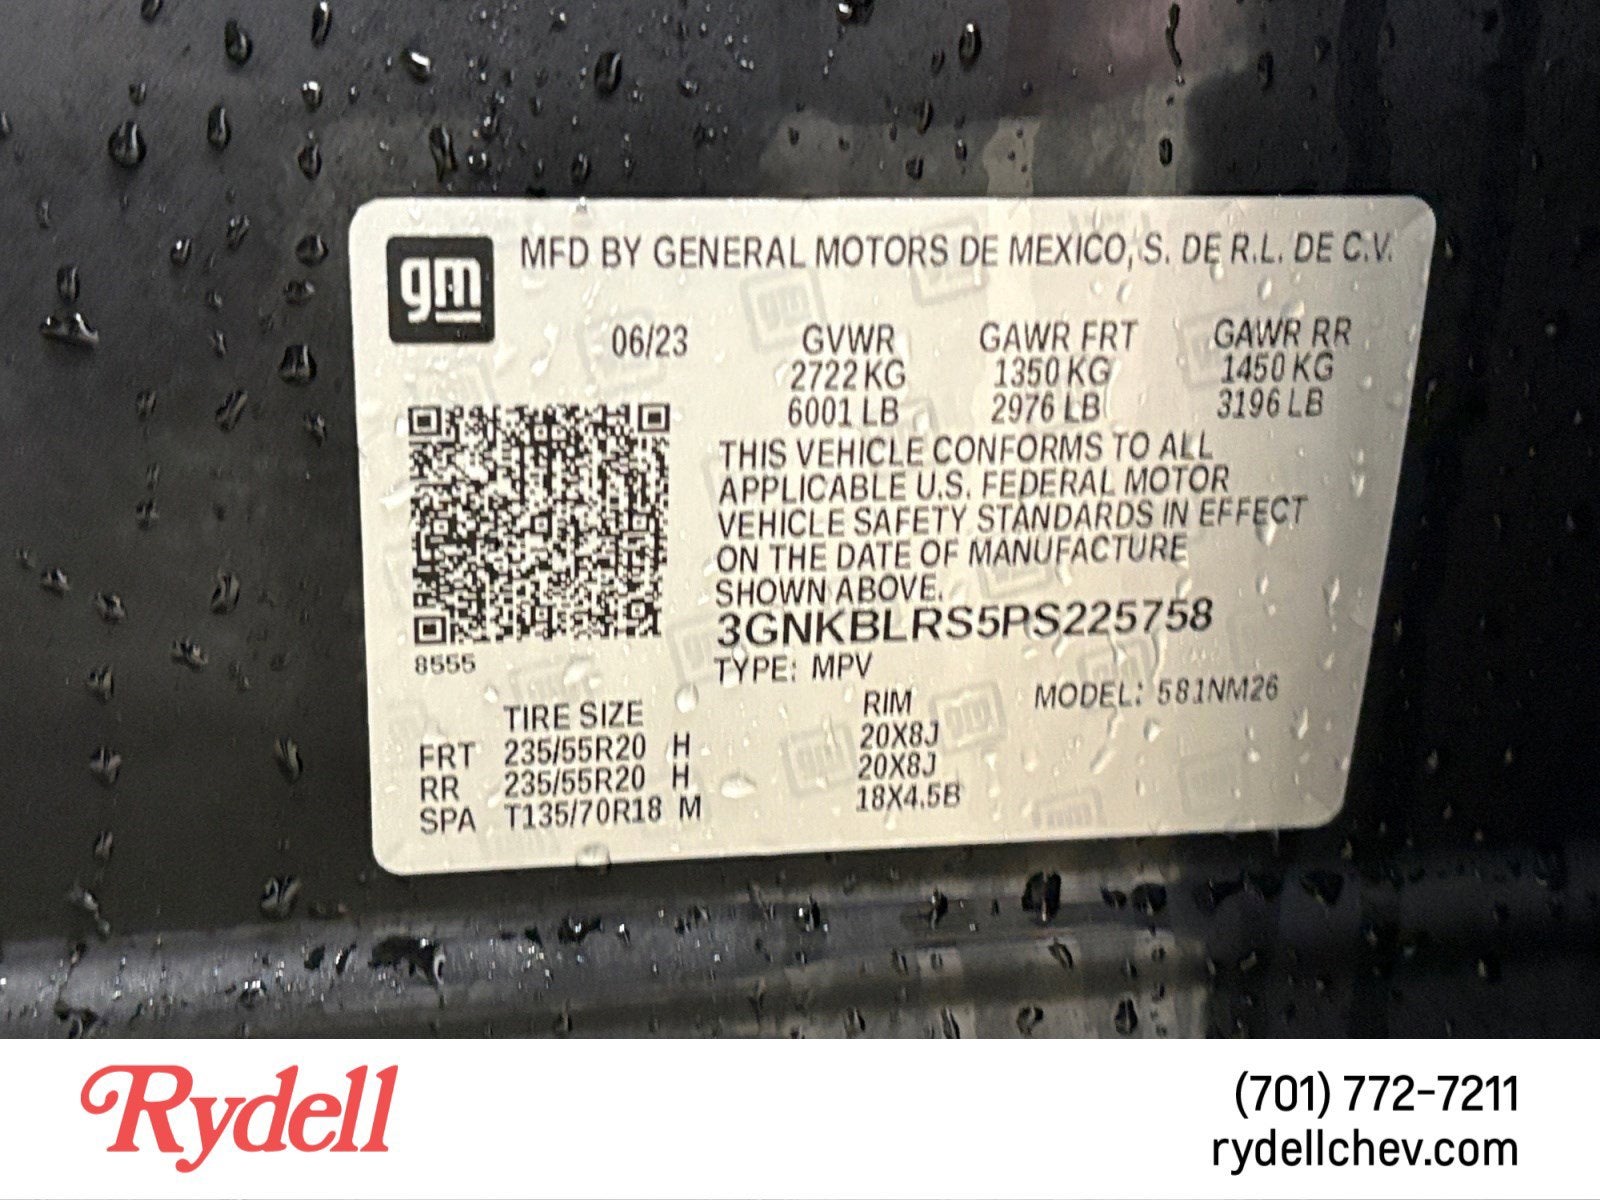 gm
MFD BY GENERAL MOTORS DE MEXICO, S. DE R.L. DE C.V.
06/23 GVWR GAWR FRT GAWR RR
2722 KG 1350 KG 1450 KG
6001 LB 2976 LB 3196 LB
THIS VEHICLE CONFORMS TO ALL
APPLICABLE U.S. FEDERAL MOTOR
VEHICLE SAFETY STANDARDS IN EFFECT
ON THE DATE OF MANUFACTURE
SHOWN ABOVE.
3GNKBLRS5PS225758
8555
TYPE: MPV
MODEL: 581NM26
TIRE SIZE RIM
FRT 235/55R20 H 20X8J
RR 235/55R20 H 20X8J
SPA T135/70R18 M 18X4.5B
Rydell
(701) 772-7211
rydellchev.com